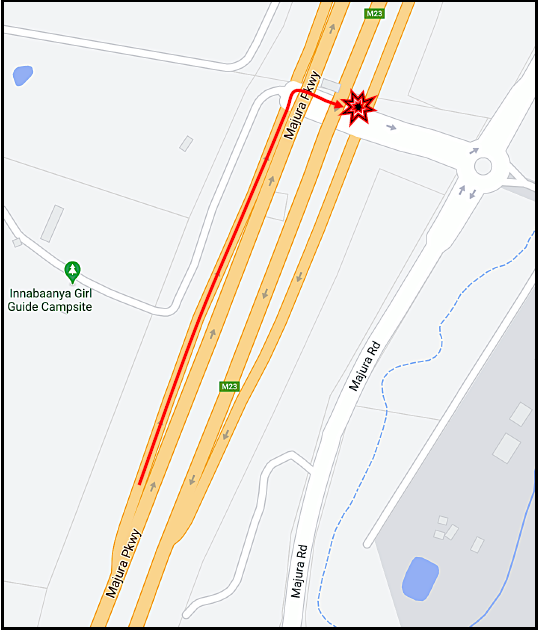 M23
Majura Pkwy
Innabaanya Girl
Guide Campsite
Majura Rd
M23
Majura Pkwy
Majura Rd